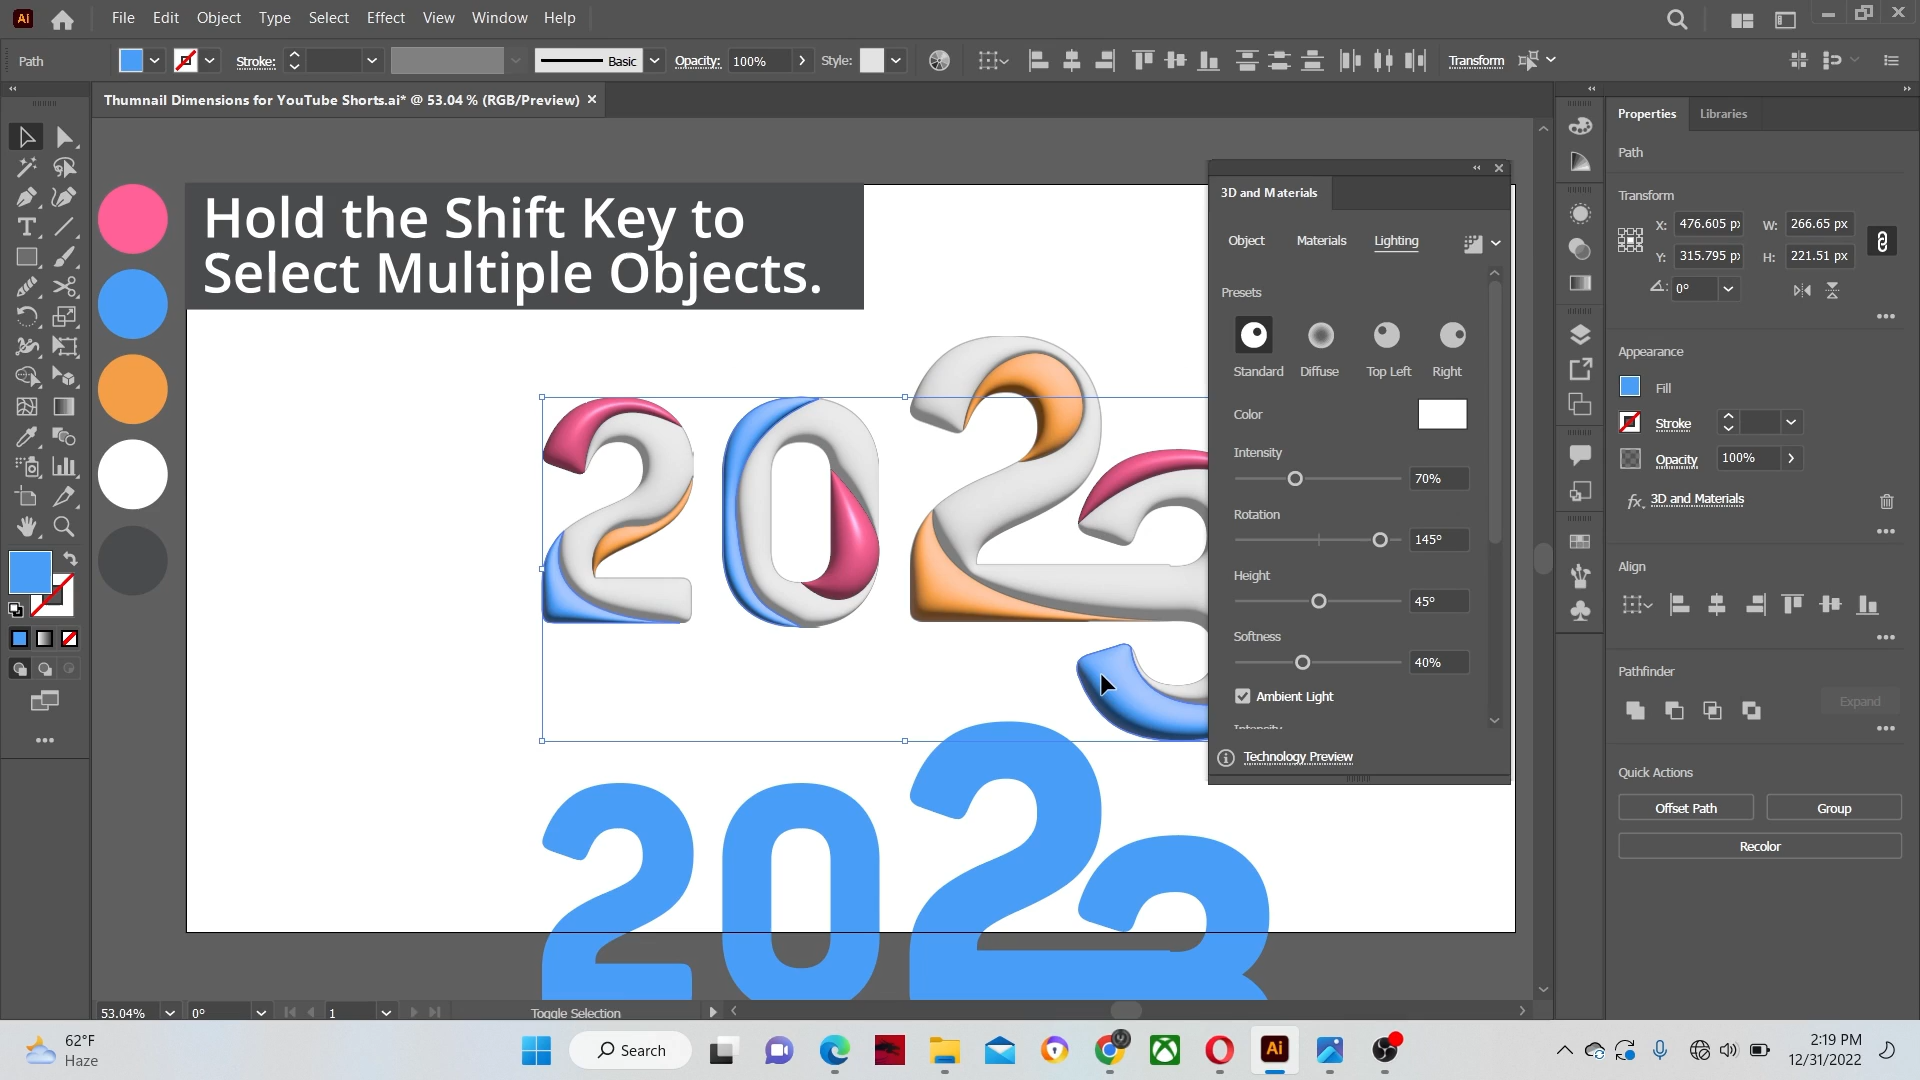 Ai
File Edit Object Type Select Effect View Window Help
Path
Stroke:
Basic
Opacity: 100%
Style:
Transform
Thumnail Dimensions for YouTube Shorts.ai* @ 53.04 % (RGB/Preview)
Hold the Shift Key to
Select Multiple Objects.
2023
2023
3D and Materials
Object Materials Lighting
Presets
Standard Diffuse Top Left Right
Color
Intensity
70%
Rotation
145°
Height
45°
Softness
40%
Ambient Light
Technology Preview
Properties Libraries
Path
Transform
X: 476.605 p W: 266.65 px
Y: 315.795 p H: 221.51 px
0°
Appearance
Fill
Stroke
Opacity 100%
fx 3D and Materials
Align
Pathfinder
Expand
Quick Actions
Offset Path Group
Recolor
53.04% 0° 1 Toggle Selection
62°F
Haze
Search
Ai
2:19 PM
12/31/2022